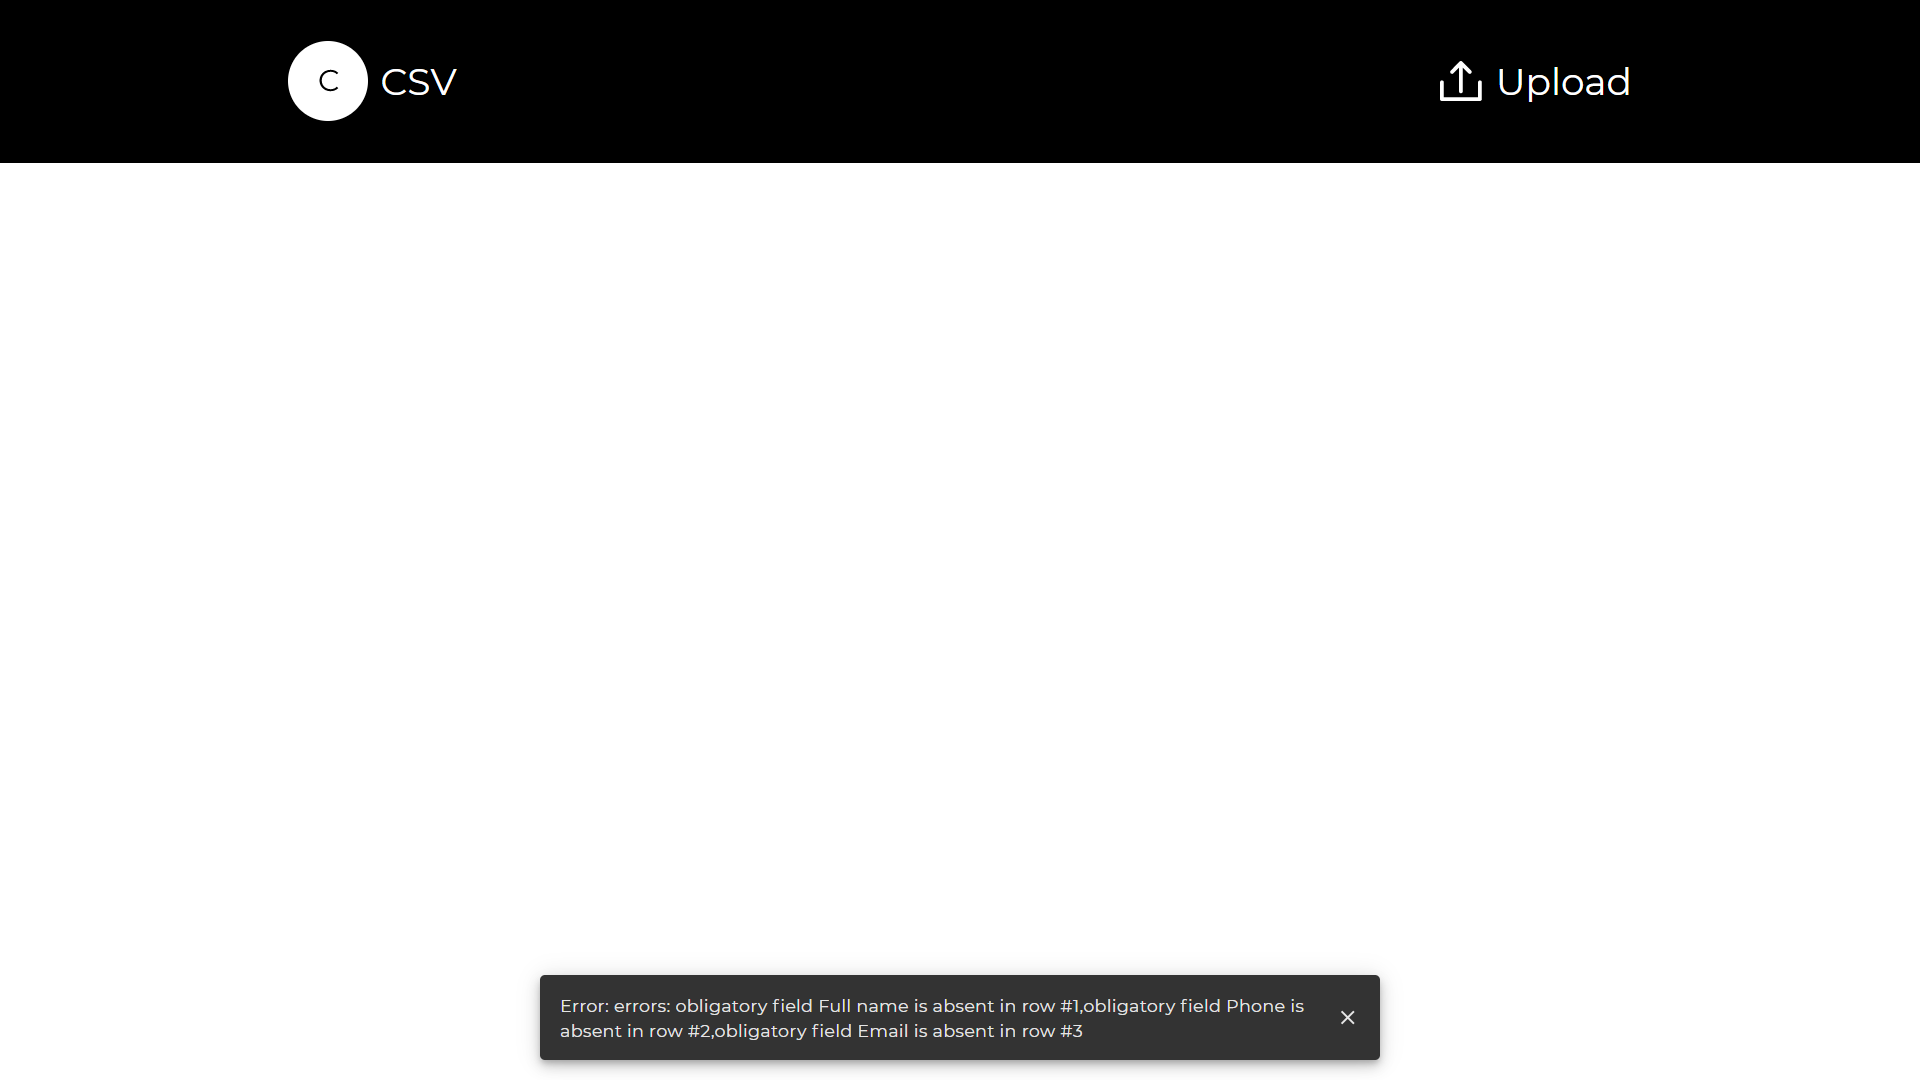 C
CSV
Upload
Error: errors: obligatory field Full name is absent in row #1,obligatory field Phone is
absent in row #2,obligatory field Email is absent in row #3